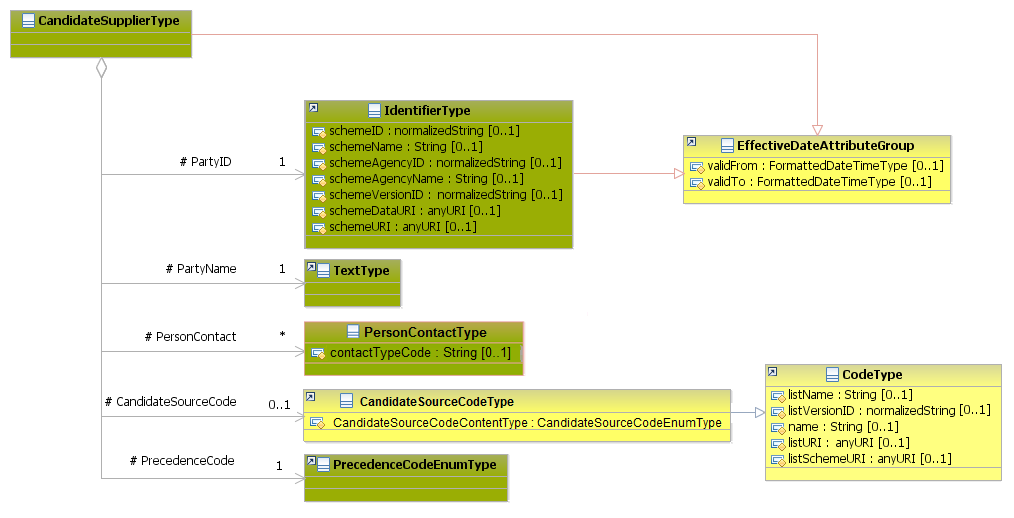 CandidateSupplierType
# PartyID 1
IdentifierType
schemeID : normalizedString [0..1]
schemeName : String [0..1]
schemeAgencyID : normalizedString [0..1]
schemeAgencyName : String [0..1]
schemeVersionID : normalizedString [0..1]
schemeDataURI : anyURI [0..1]
schemeURI : anyURI [0..1]
EffectiveDateAttributeGroup
validFrom : FormattedDateTimeType [0..1]
validTo : FormattedDateTimeType [0..1]
# PartyName 1
TextType
# PersonContact *
PersonContactType
contactTypeCode : String [0..1]
# CandidateSourceCode 0..1
CandidateSourceCodeType
CandidateSourceCodeContentType : CandidateSourceCodeEnumType
CodeType
listName : String [0..1]
listVersionID : normalizedString [0..1]
name : String [0..1]
listURI : anyURI [0..1]
listSchemeURI : anyURI [0..1]
# PrecedenceCode 1
PrecedenceCodeEnumType